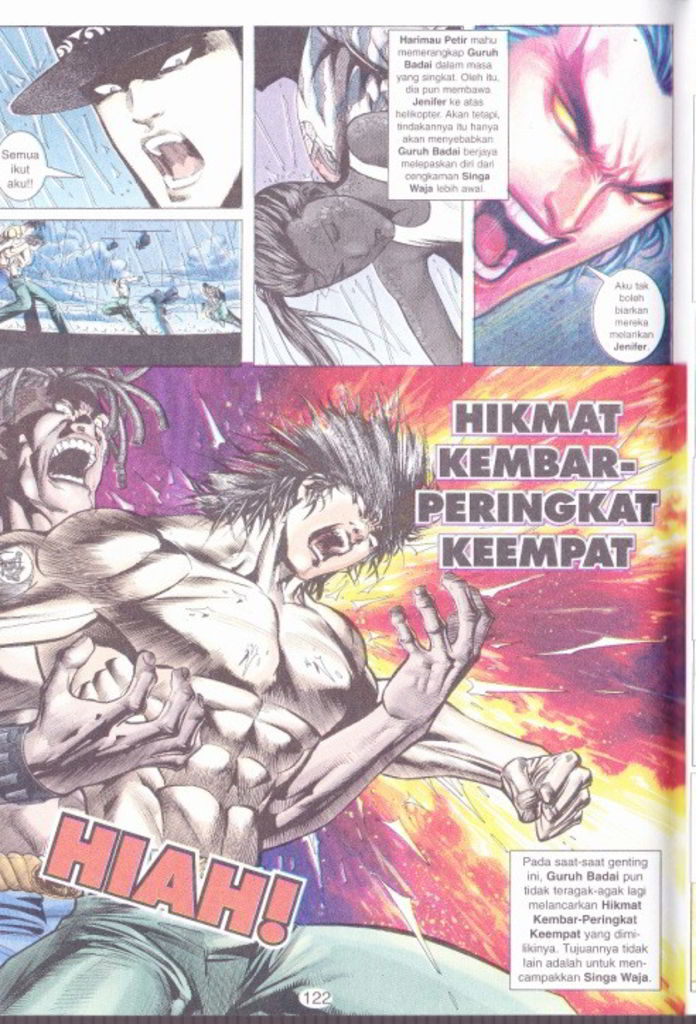 Semua
ikut
aku!!
Harimau Petir mahu
memerangkap Guruh
Badai dalam masa
yang singkat. Oleh itu,
dia pun membawa
Jenifer ke atas
helikopter. Akan tetapi,
tindakannya itu hanya
akan menyebabkan
Guruh Badai berjaya
melepaskan diri dari
cengkaman Singa
Waja lebih awal.
Aku tak
boleh
biarkan
mereka
melarikan
Jenifer.
HIKMAT
KEMBAR-
PERINGKAT
KEEMPAT
HIAH!
Pada saat-saat genting
ini, Guruh Badai pun
tidak teragak-agak lagi
melancarkan Hikmat
Kembar-Peringkat
Keempat yang dimi-
likinya. Tujuannya tidak
lain adalah untuk men-
campakkan Singa Waja.
122